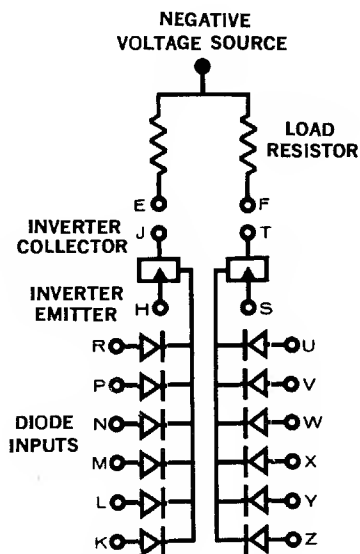 NEGATIVE
VOLTAGE SOURCE
LOAD
RESISTOR
E F
INVERTER
COLLECTOR
J T
INVERTER
EMITTER
H S
R U
P V
DIODE
INPUTS
N W
M X
L Y
K Z